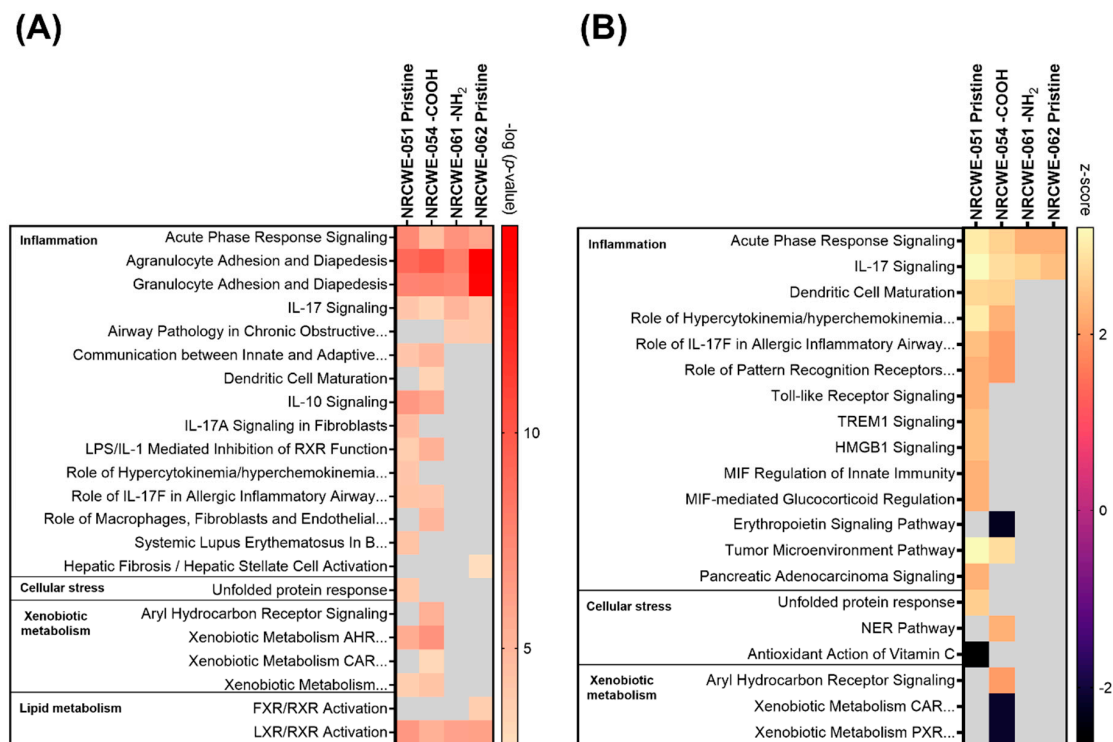 (A)
NRCWE-051 Pristine
NRCWE-054 -COOH
NRCWE-061 -NH₂
NRCWE-062 Pristine
-log (p-value)
Inflammation
Acute Phase Response Signaling
Agranulocyte Adhesion and Diapedesis
Granulocyte Adhesion and Diapedesis
IL-17 Signaling
Airway Pathology in Chronic Obstructive...
Communication between Innate and Adaptive...
Dendritic Cell Maturation
IL-10 Signaling
IL-17A Signaling in Fibroblasts
LPS/IL-1 Mediated Inhibition of RXR Function
Role of Hypercytokinemia/hyperchemokinemia...
Role of IL-17F in Allergic Inflammatory Airway...
Role of Macrophages, Fibroblasts and Endothelial...
Systemic Lupus Erythematosus In B...
Hepatic Fibrosis / Hepatic Stellate Cell Activation
Cellular stress
Unfolded protein response
Xenobiotic
metabolism
Aryl Hydrocarbon Receptor Signaling
Xenobiotic Metabolism AHR...
Xenobiotic Metabolism CAR...
Xenobiotic Metabolism...
Lipid metabolism
FXR/RXR Activation
LXR/RXR Activation
10
5
(B)
NRCWE-051 Pristine
NRCWE-054 -COOH
NRCWE-061 -NH₂
NRCWE-062 Pristine
z-score
Inflammation
Acute Phase Response Signaling
IL-17 Signaling
Dendritic Cell Maturation
Role of Hypercytokinemia/hyperchemokinemia...
Role of IL-17F in Allergic Inflammatory Airway...
Role of Pattern Recognition Receptors...
Toll-like Receptor Signaling
TREM1 Signaling
HMGB1 Signaling
MIF Regulation of Innate Immunity
MIF-mediated Glucocorticoid Regulation
Erythropoietin Signaling Pathway
Tumor Microenvironment Pathway
Pancreatic Adenocarcinoma Signaling
Cellular stress
Unfolded protein response
NER Pathway
Antioxidant Action of Vitamin C
Xenobiotic
metabolism
Aryl Hydrocarbon Receptor Signaling
Xenobiotic Metabolism CAR...
Xenobiotic Metabolism PXR...
2
0
-2